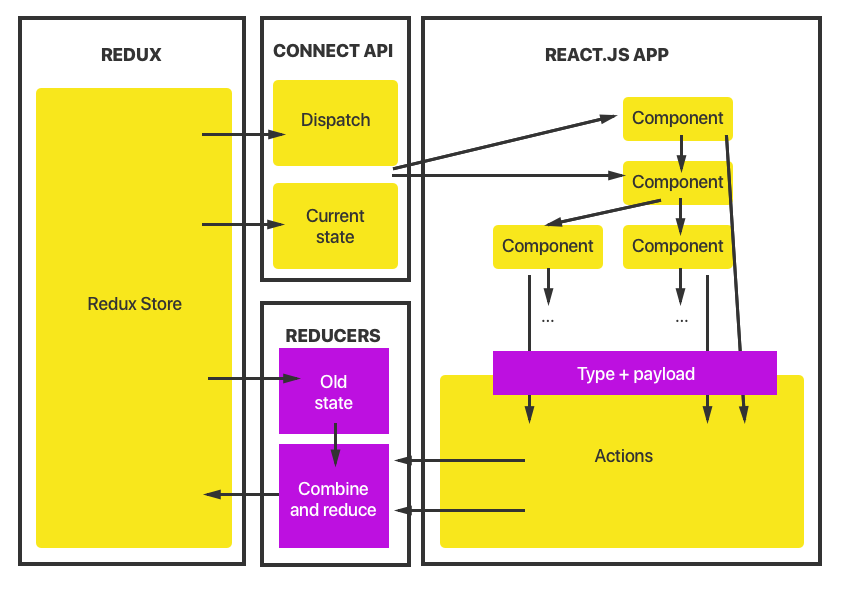 REDUX
Redux Store
CONNECT API
Dispatch
Current
state
REDUCERS
Old
state
Combine
and reduce
REACT.JS APP
Component
Component
Component
Component
...
...
Type + payload
Actions